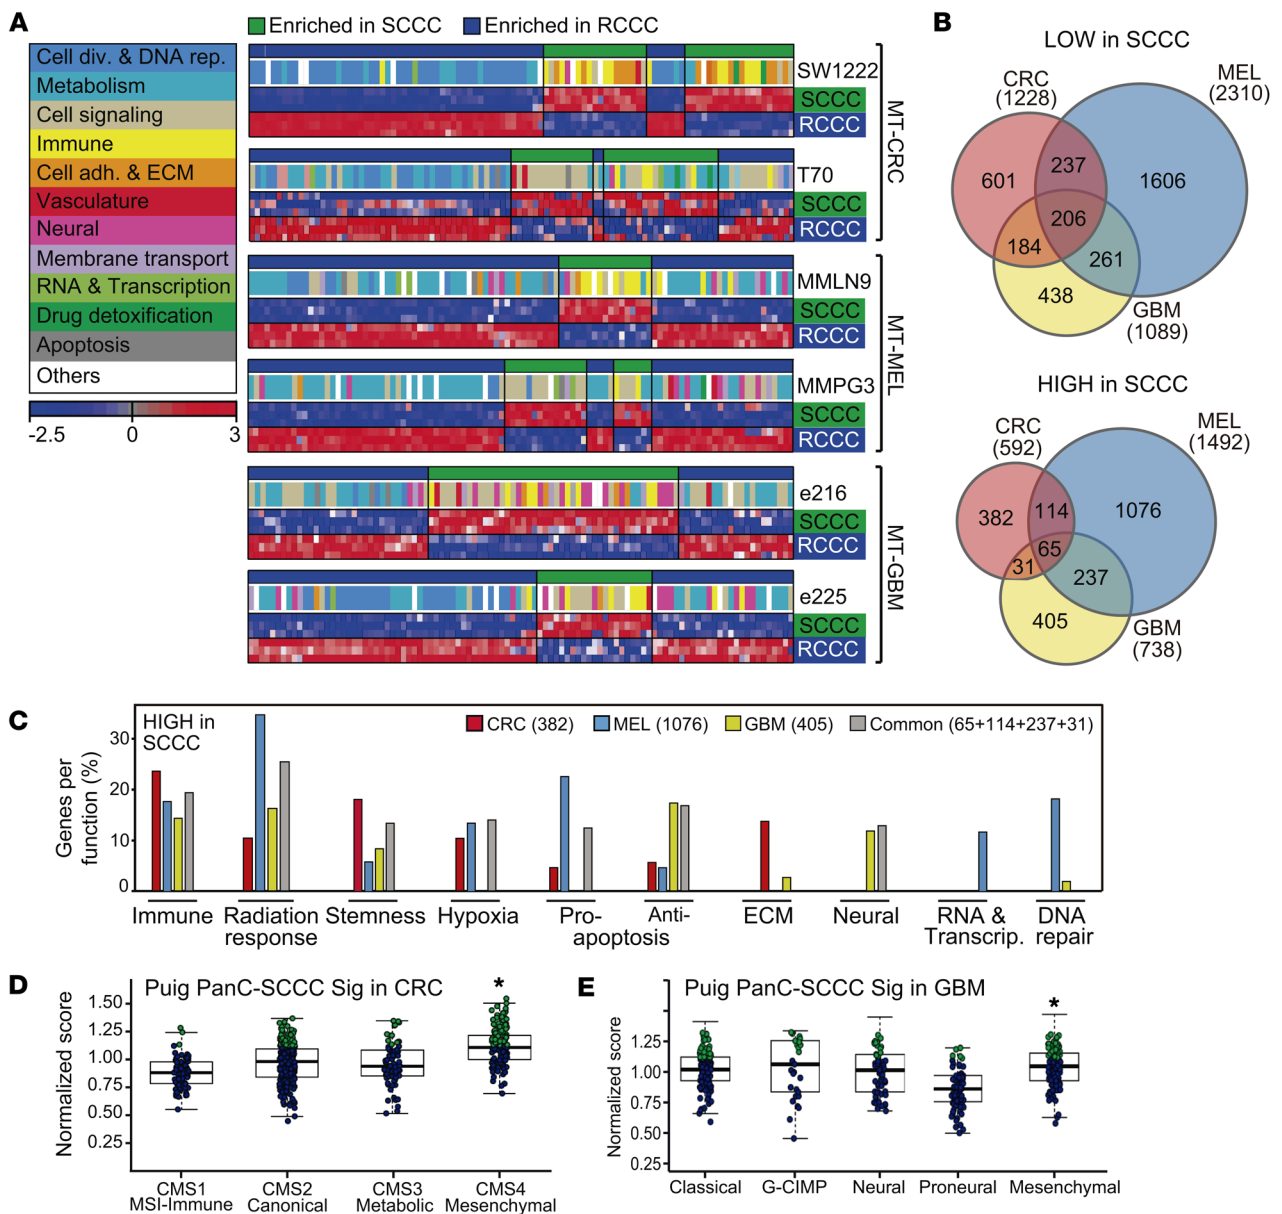 A
Enriched in SCCC
Enriched in RCCC
Cell div. & DNA rep.
Metabolism
Cell signaling
Immune
Cell adh. & ECM
Vasculature
Neural
Membrane transport
RNA & Transcription
Drug detoxification
Apoptosis
Others
-2.5 0 3
SW1222
SCCC
RCCC
T70
SCCC
RCCC
MT-CRC
MMLN9
SCCC
RCCC
MMPG3
SCCC
RCCC
MT-MEL
e216
SCCC
RCCC
e225
SCCC
RCCC
MT-GBM
B
LOW in SCCC
CRC
(1228)
MEL
(2310)
601
237
1606
206
184
261
438
GBM
(1089)
HIGH in SCCC
CRC
(592)
MEL
(1492)
382
114
1076
65
31
237
405
GBM
(738)
C
HIGH in
SCCC
CRC (382)
MEL (1076)
GBM (405)
Common (65+114+237+31)
Genes per
function (%)
30
20
10
0
Immune
Radiation
response
Stemness
Hypoxia
Pro-
Anti-
apoptosis
ECM
Neural
RNA &
Transcrip.
DNA
repair
D
Puig PanC-SCCC Sig in CRC
*
Normalized score
1.50
1.25
1.00
0.75
0.50
0.25
CMS1
MSI-Immune
CMS2
Canonical
CMS3
Metabolic
CMS4
Mesenchymal
E
Puig PanC-SCCC Sig in GBM
*
Normalized score
1.25
1.00
0.75
0.50
0.25
Classical
G-CIMP
Neural
Proneural
Mesenchymal